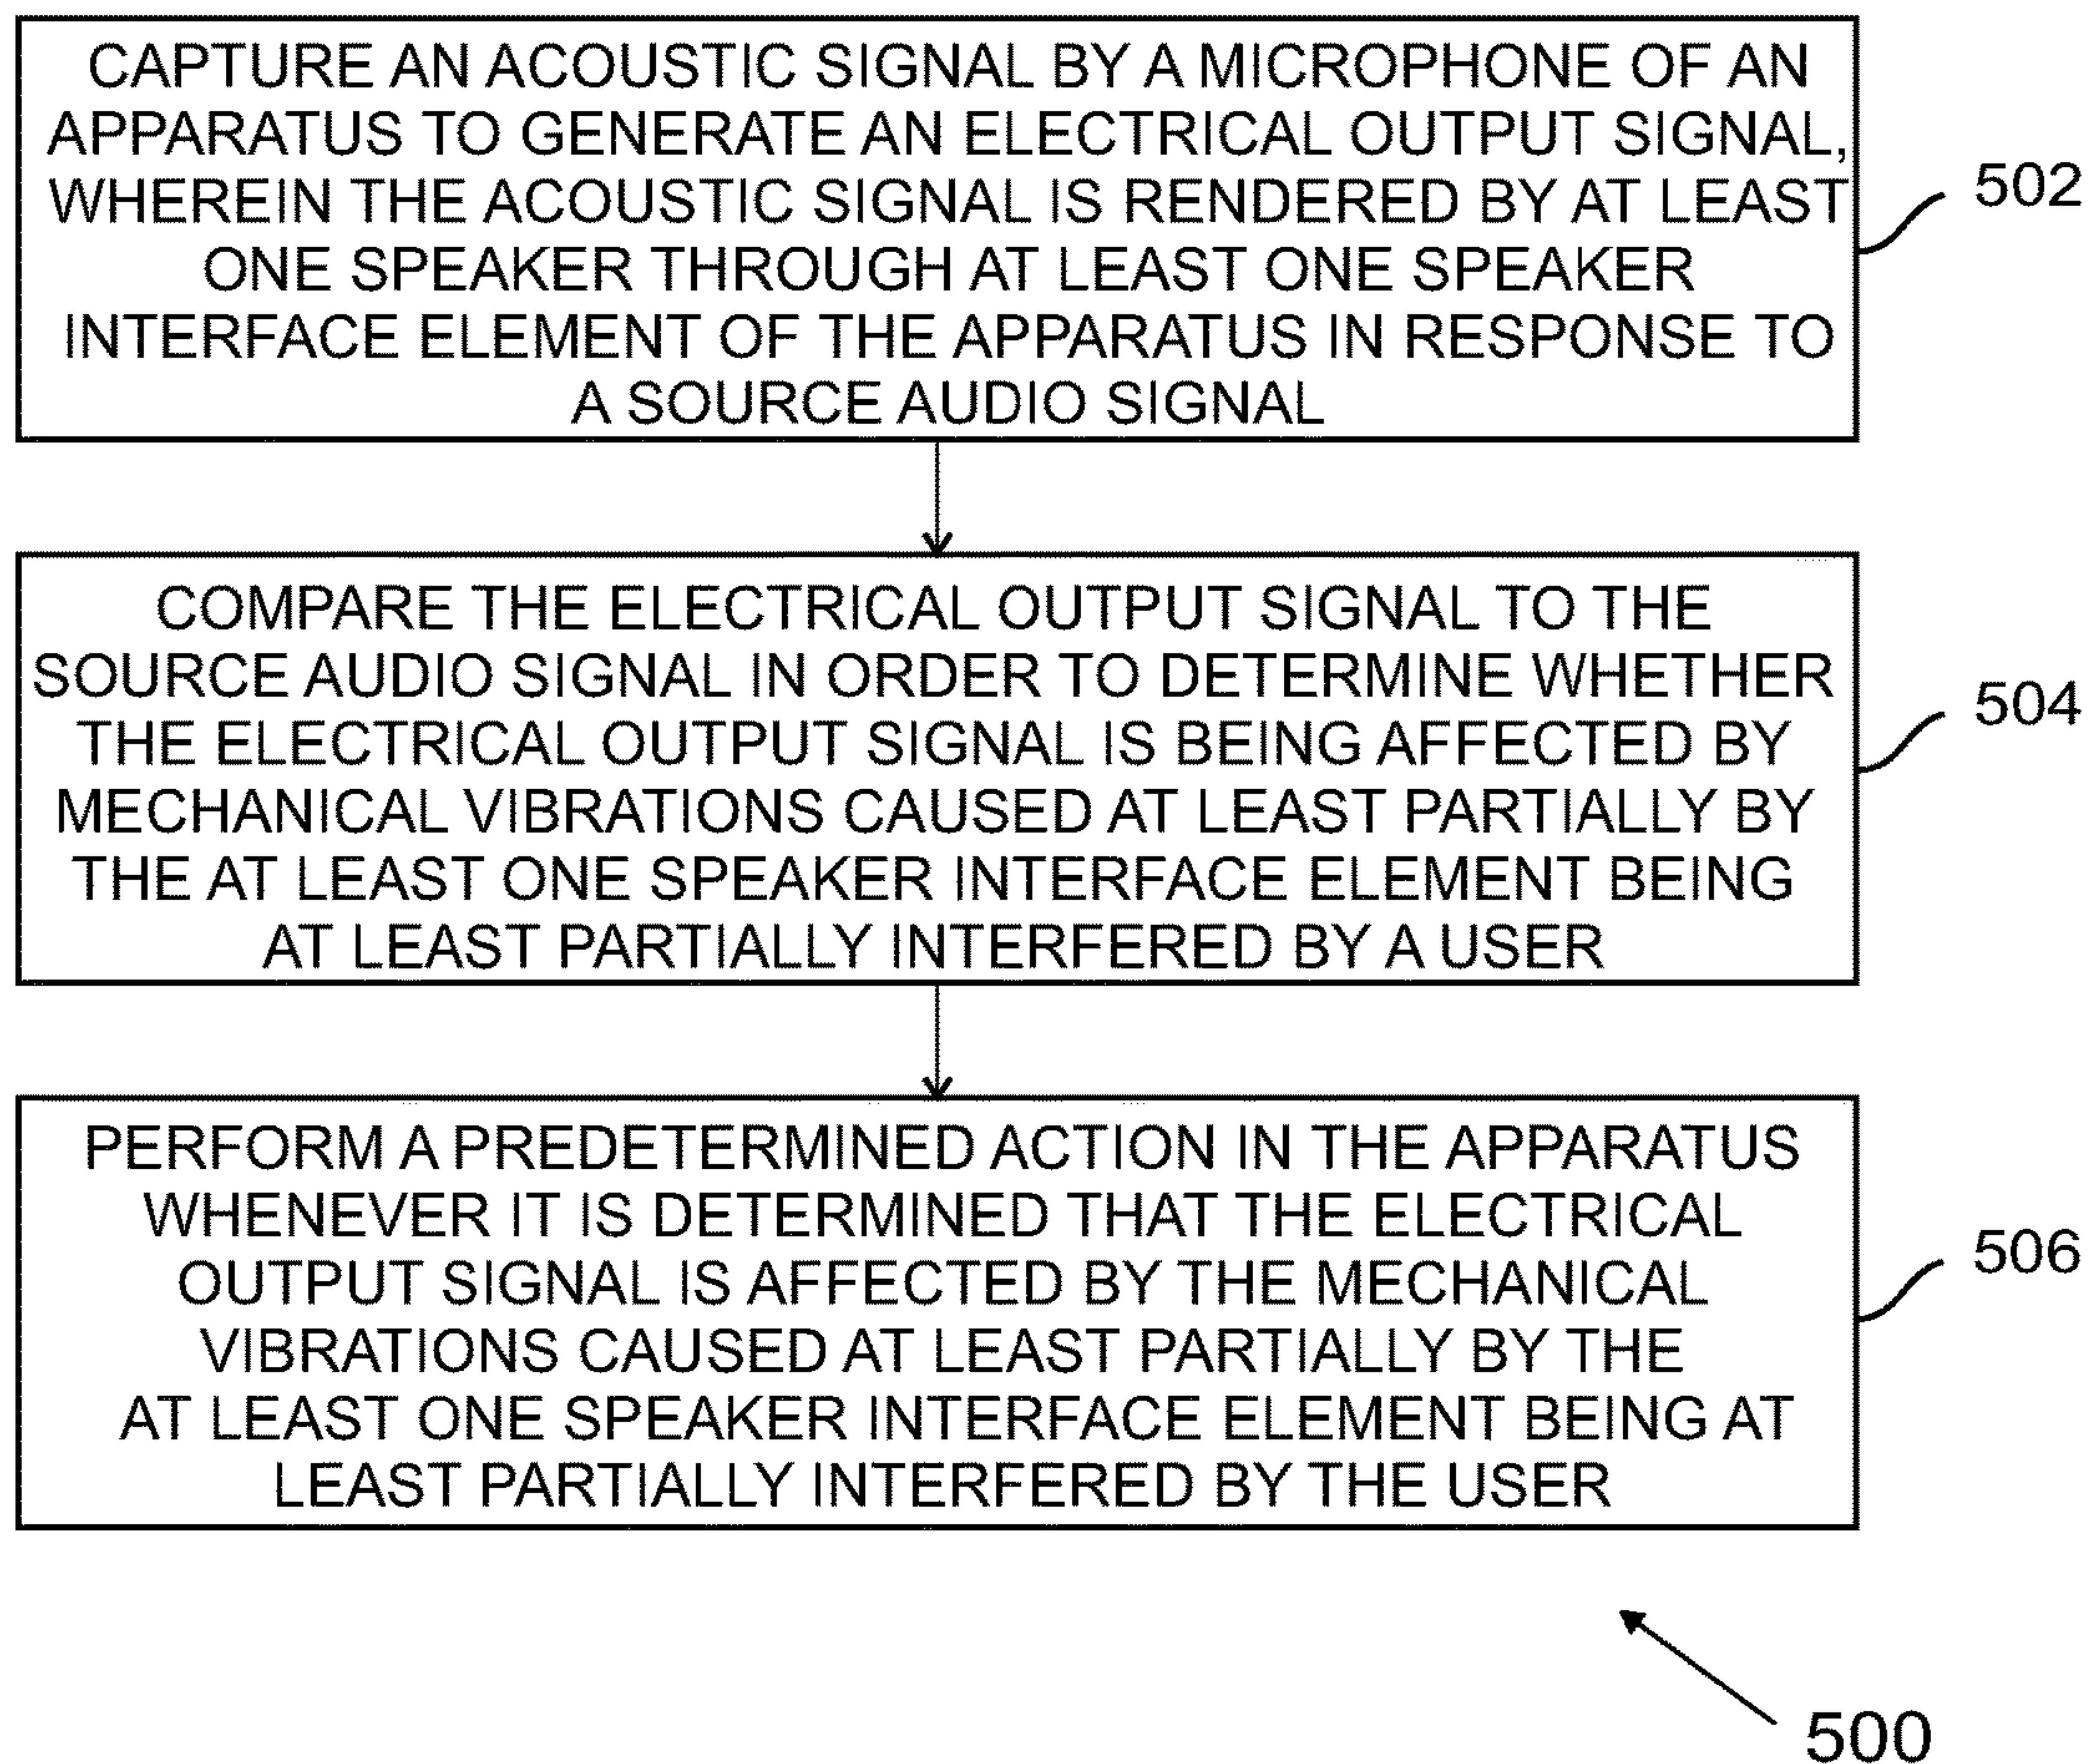 CAPTURE AN ACOUSTIC SIGNAL BY A MICROPHONE OF AN
APPARATUS TO GENERATE AN ELECTRICAL OUTPUT SIGNAL,
WHEREIN THE ACOUSTIC SIGNAL IS RENDERED BY AT LEAST
ONE SPEAKER THROUGH AT LEAST ONE SPEAKER
INTERFACE ELEMENT OF THE APPARATUS IN RESPONSE TO
A SOURCE AUDIO SIGNAL
502
COMPARE THE ELECTRICAL OUTPUT SIGNAL TO THE
SOURCE AUDIO SIGNAL IN ORDER TO DETERMINE WHETHER
THE ELECTRICAL OUTPUT SIGNAL IS BEING AFFECTED BY
MECHANICAL VIBRATIONS CAUSED AT LEAST PARTIALLY BY
THE AT LEAST ONE SPEAKER INTERFACE ELEMENT BEING
AT LEAST PARTIALLY INTERFERED BY A USER
504
PERFORM A PREDETERMINED ACTION IN THE APPARATUS
WHENEVER IT IS DETERMINED THAT THE ELECTRICAL
OUTPUT SIGNAL IS AFFECTED BY THE MECHANICAL
VIBRATIONS CAUSED AT LEAST PARTIALLY BY THE
AT LEAST ONE SPEAKER INTERFACE ELEMENT BEING AT
LEAST PARTIALLY INTERFERED BY THE USER
506
500